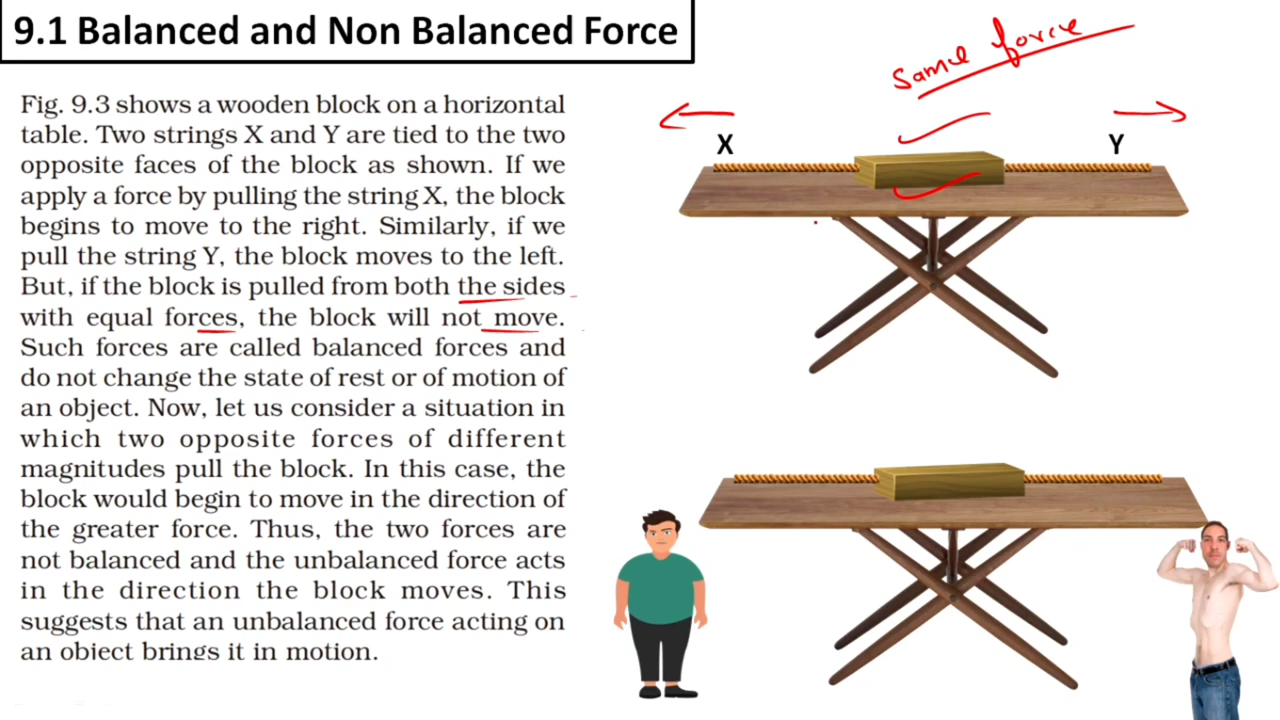 9.1 Balanced and Non Balanced Force
Fig. 9.3 shows a wooden block on a horizontal
table. Two strings X and Y are tied to the two
opposite faces of the block as shown. If we
apply a force by pulling the string X, the block
begins to move to the right. Similarly, if we
pull the string Y, the block moves to the left.
But, if the block is pulled from both the sides
with equal forces, the block will not move.
Such forces are called balanced forces and
do not change the state of rest or of motion of
an object. Now, let us consider a situation in
which two opposite forces of different
magnitudes pull the block. In this case, the
block would begin to move in the direction of
the greater force. Thus, the two forces are
not balanced and the unbalanced force acts
in the direction the block moves. This
suggests that an unbalanced force acting on
an object brings it in motion.
Same force
X
Y